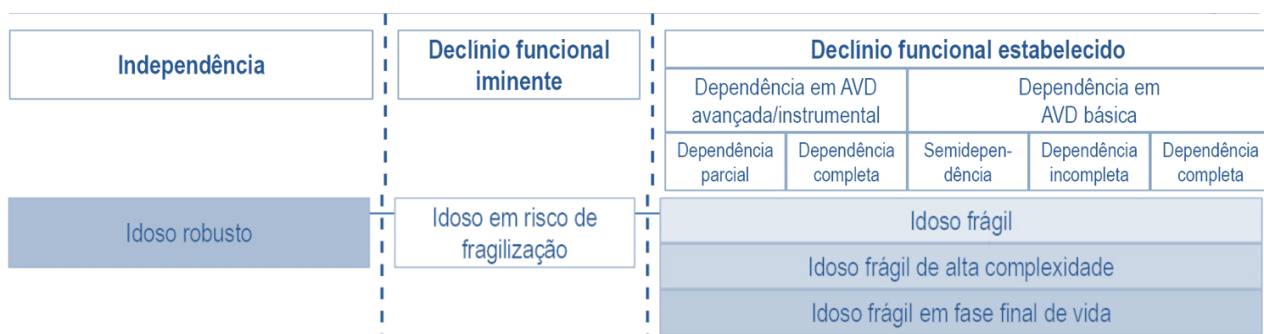 Independência
Declínio funcional
iminente
Declínio funcional estabelecido
Dependência em AVD
avançada/instrumental
Dependência em
AVD básica
Dependência
parcial
Dependência
completa
Semidepen-
dência
Dependência
incompleta
Dependência
completa
Idoso robusto
Idoso em risco de
fragilização
Idoso frágil
Idoso frágil de alta complexidade
Idoso frágil em fase final de vida